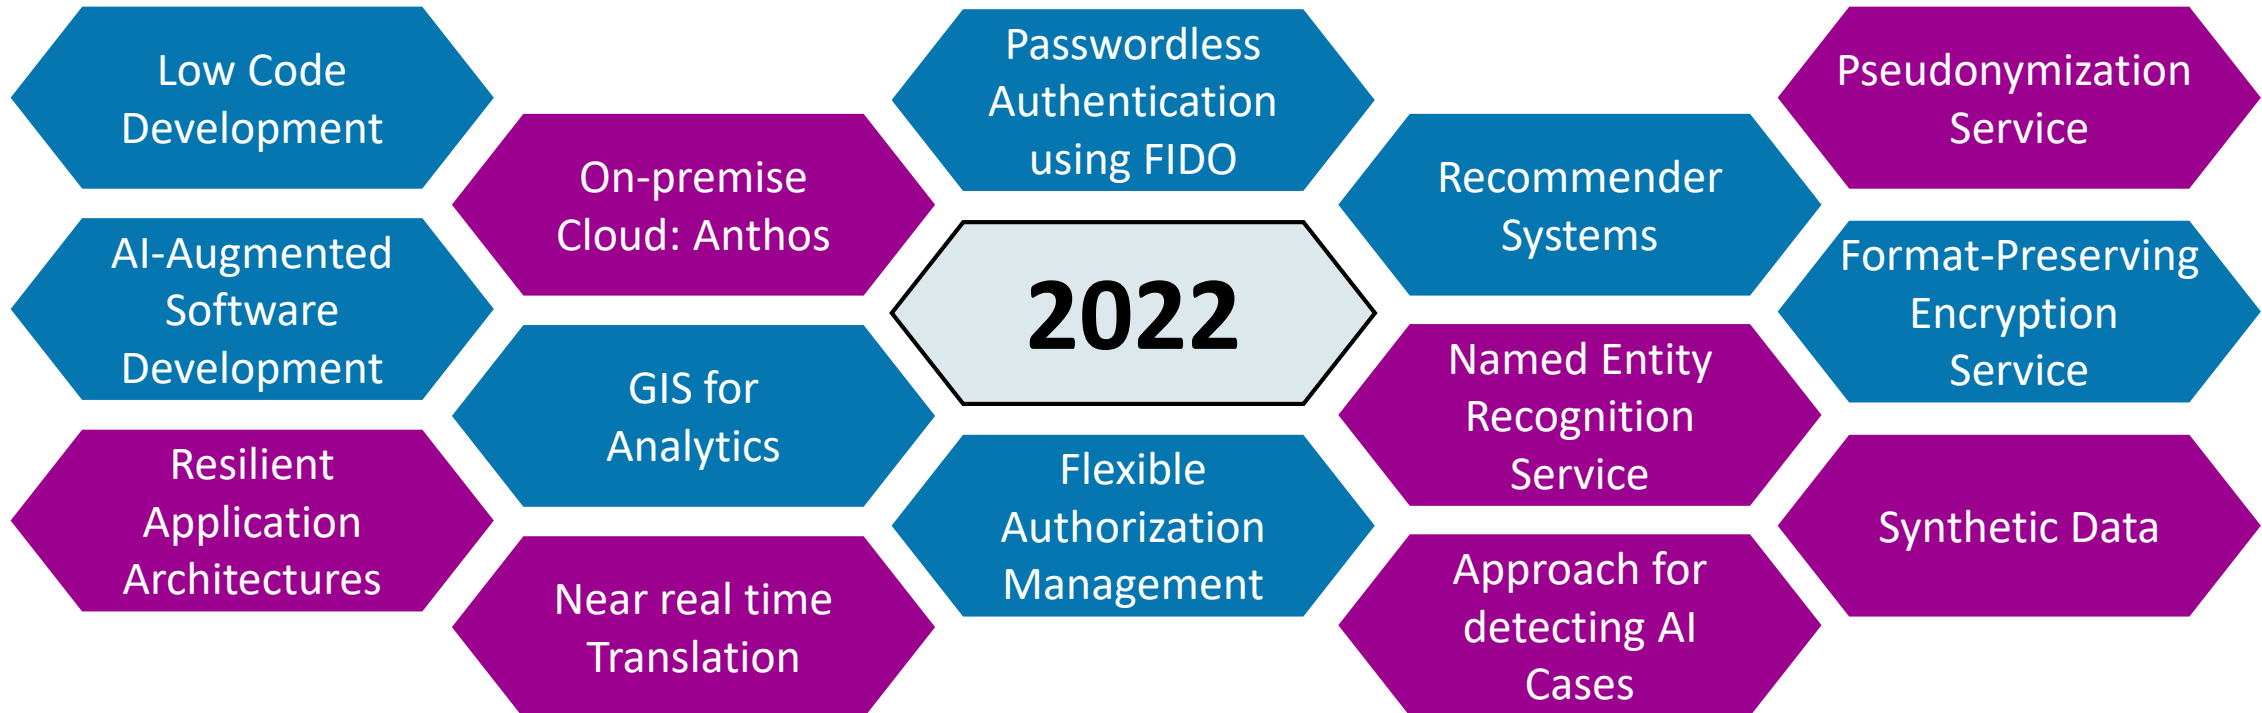 Low Code
Development
AI-Augmented
Software
Development
Resilient
Application
Architectures
On-premise
Cloud: Anthos
GIS for
Analytics
Near real time
Translation
Passwordless
Authentication
using FIDO
2022
Flexible
Authorization
Management
Recommender
Systems
Named Entity
Recognition
Service
Approach for
detecting AI
Cases
Pseudonymization
Service
Format-Preserving
Encryption
Service
Synthetic Data